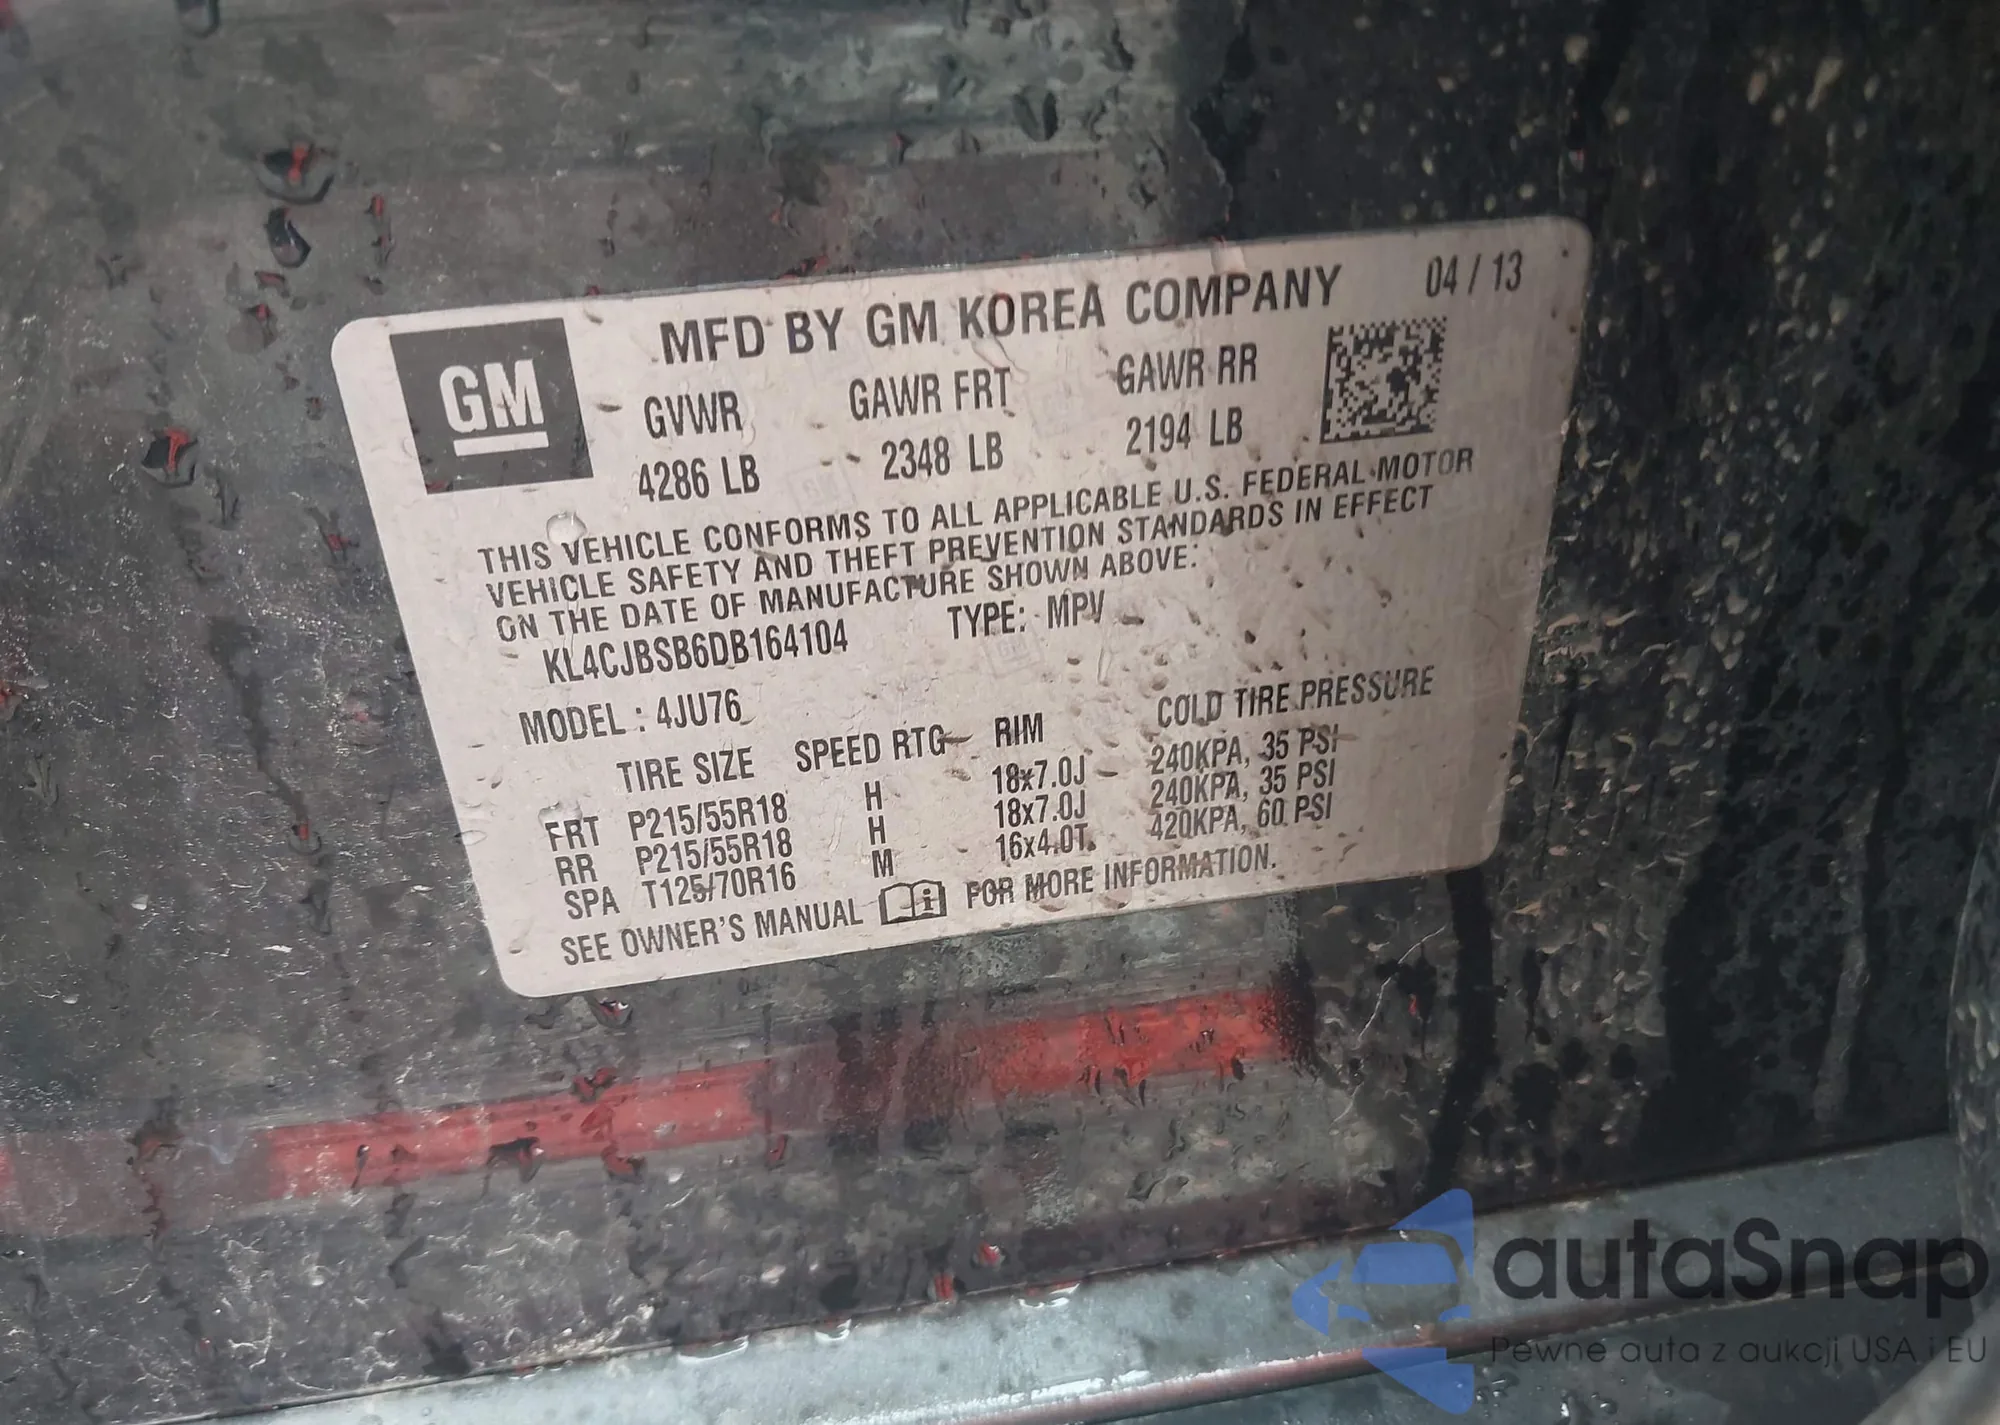 MFD BY GM KOREA COMPANY 04 / 13
GM
GVWR GAWR FRT GAWR RR
4286 LB 2348 LB 2194 LB
THIS VEHICLE CONFORMS TO ALL APPLICABLE U.S. FEDERAL MOTOR
VEHICLE SAFETY AND THEFT PREVENTION STANDARDS IN EFFECT
ON THE DATE OF MANUFACTURE SHOWN ABOVE:
KL4CJBSB6DB164104 TYPE: MPV
MODEL : 4JU76
TIRE SIZE SPEED RTG RIM COLD TIRE PRESSURE
FRT P215/55R18 H 18x7.0J 240KPA, 35 PSI
RR P215/55R18 H 18x7.0J 240KPA, 35 PSI
SPA T125/70R16 M 16x4.0T 420KPA, 60 PSI
SEE OWNER'S MANUAL FOR MORE INFORMATION.
autaSnap
Pewne auta z aukcji USA i EU